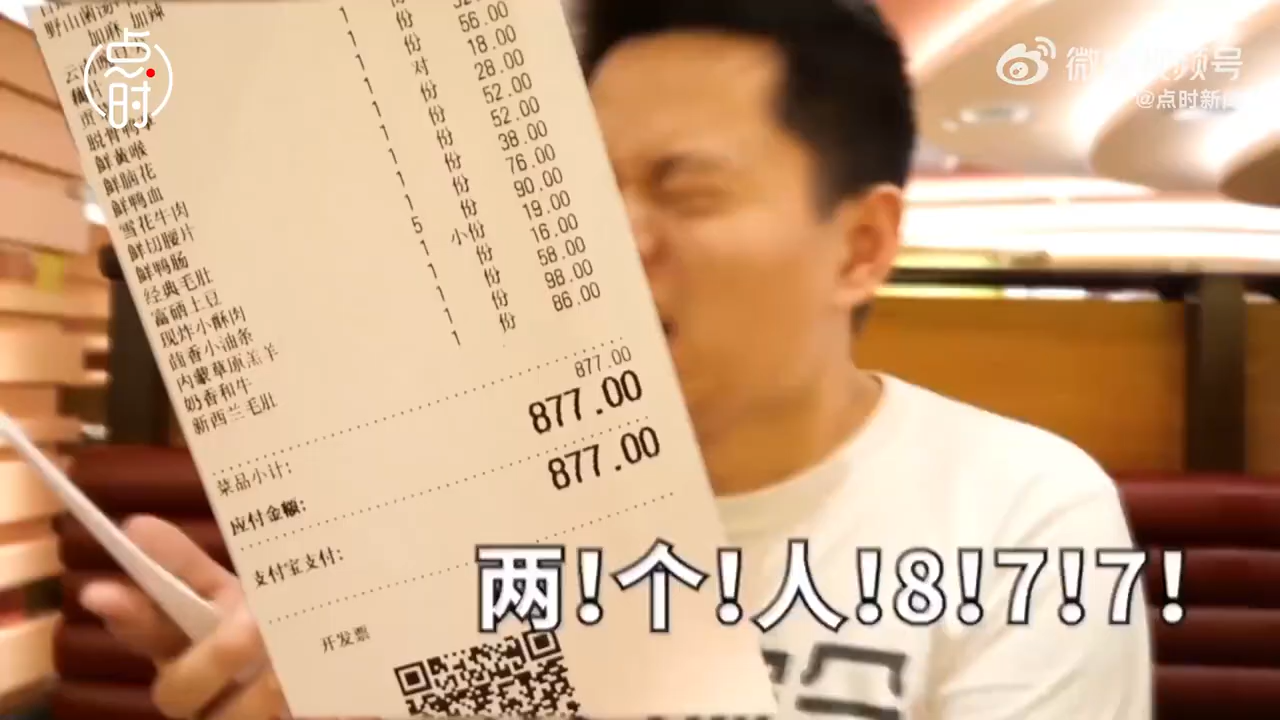 野山菌汤
加麻 加辣
脱骨鸭掌
鲜黄喉
鲜脑花
鲜鸭血
雪花牛肉
鲜切腰片
鲜鸭肠
经典毛肚
富硒土豆
现炸小酥肉
茴香小油条
内蒙草原羔羊
奶香和牛
新西兰毛肚
1
1
1
1
1
1
1
1
1
5
1
1
1
1
1
份
份
对
份
份
份
份
份
份
小份
份
份
份
份
56.00
18.00
28.00
52.00
52.00
38.00
76.00
90.00
19.00
16.00
58.00
98.00
86.00
菜品小计: 877.00
应付金额: 877.00
支付宝支付: 877.00
开发票
点时
视频号
@点时新闻
两!个!人!8!7!7!